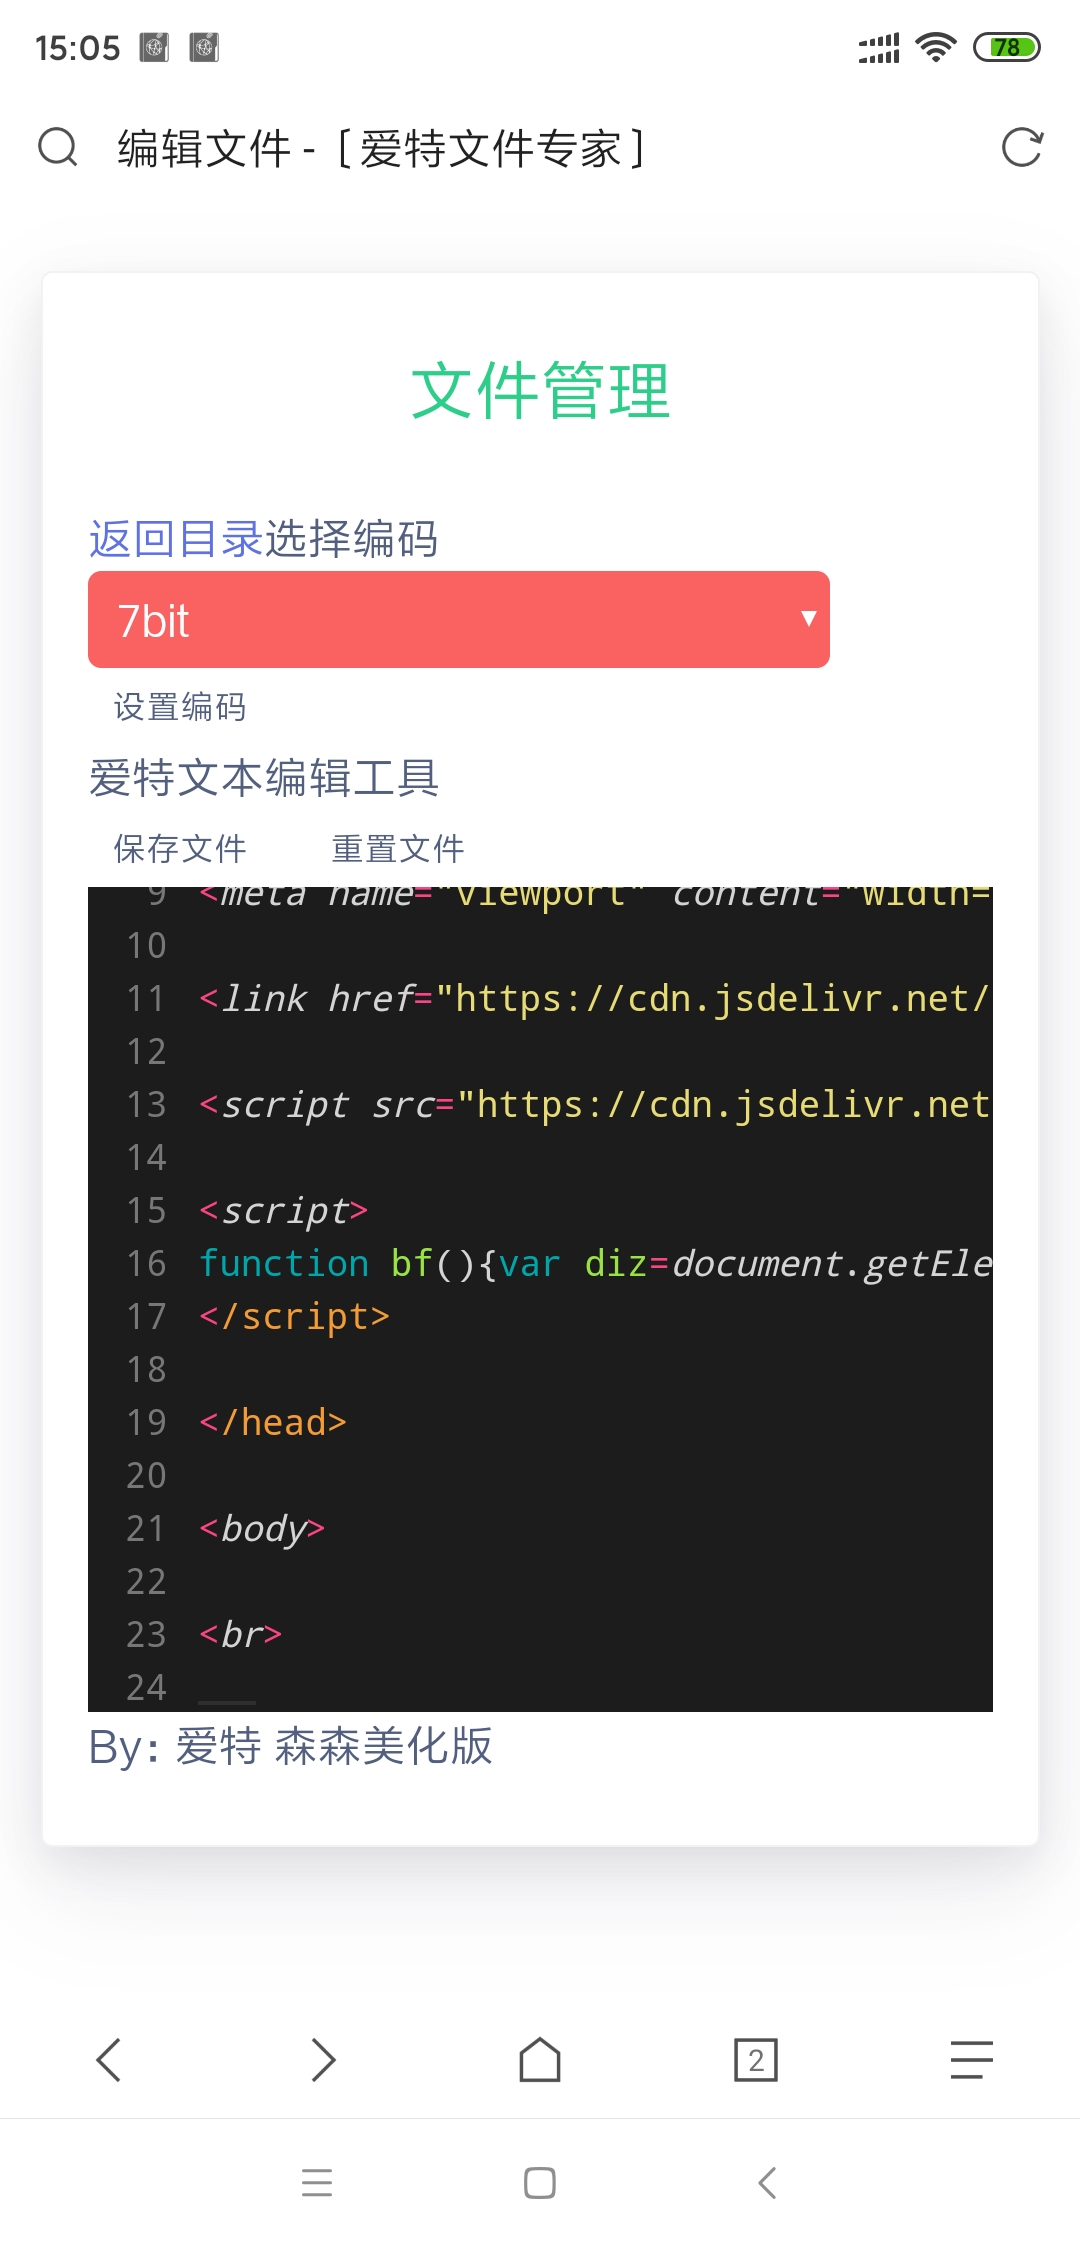 15:05
78
编辑文件 - 〔爱特文件专家〕
文件管理
返回目录选择编码
7bit
设置编码
爱特文本编辑工具
保存文件 重置文件
9 <meta name="viewport" content="width=
10
11 <link href="https://cdn.jsdelivr.net/
12
13 <script src="https://cdn.jsdelivr.net
14
15 <script>
16 function bf(){var diz=document.getEle
17 </script>
18
19 </head>
20
21 <body>
22
23 <br>
24
By: 爱特 森森美化版
2